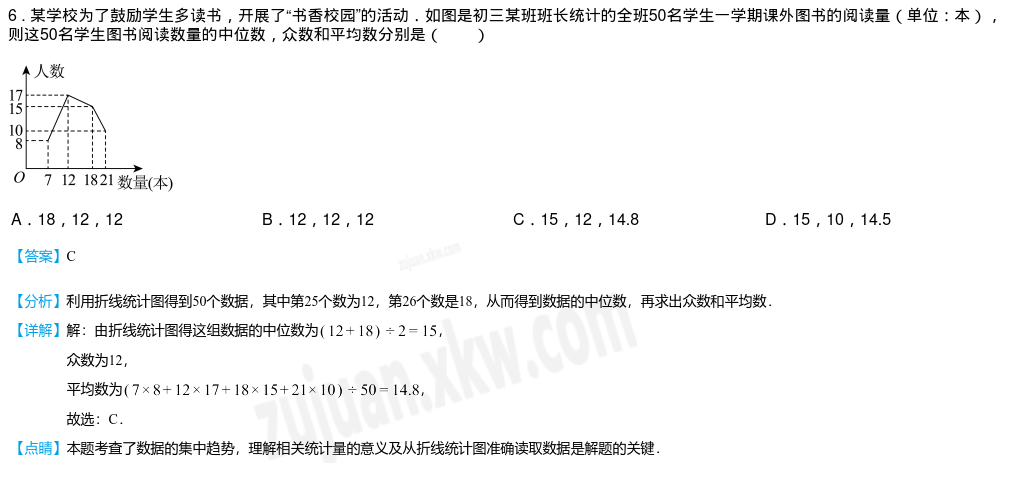 6．某学校为了鼓励学生多读书，开展了“书香校园”的活动．如图是初三某班班长统计的全班50名学生一学期课外图书的阅读量（单位：本），
则这50名学生图书阅读数量的中位数，众数和平均数分别是（　　）
人数
17
15
10
8
O 7 12 18 21 数量(本)
A．18，12，12 B．12，12，12 C．15，12，14.8 D．15，10，14.5
【答案】C
【分析】利用折线统计图得到50个数据，其中第25个数为12，第26个数是18，从而得到数据的中位数，再求出众数和平均数．
【详解】解：由折线统计图得这组数据的中位数为(12+18)÷2=15，
众数为12，
平均数为(7×8+12×17+18×15+21×10)÷50=14.8，
故选：C．
【点睛】本题考查了数据的集中趋势，理解相关统计量的意义及从折线统计图准确读取数据是解题的关键．
zujuan.xkw.com
zujuan.xkw.com